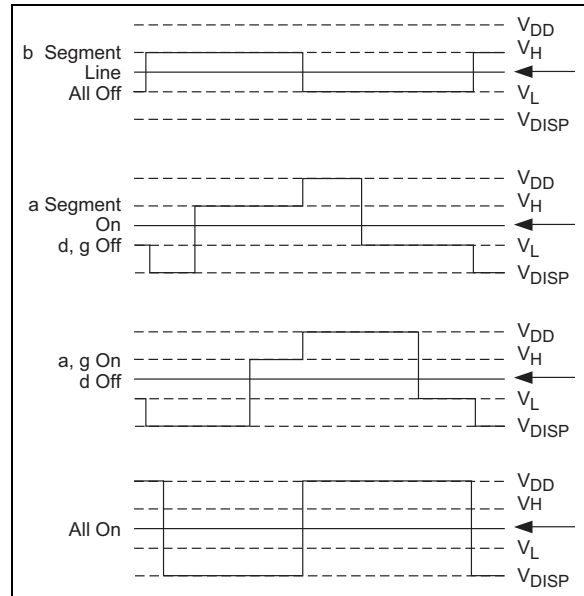 V_DD
b Segment V_H
Line
All Off V_L
V_DISP
V_DD
a Segment V_H
On
d, g Off V_L
V_DISP
V_DD
a, g On V_H
d Off
V_L
V_DISP
V_DD
V_H
All On
V_L
V_DISP